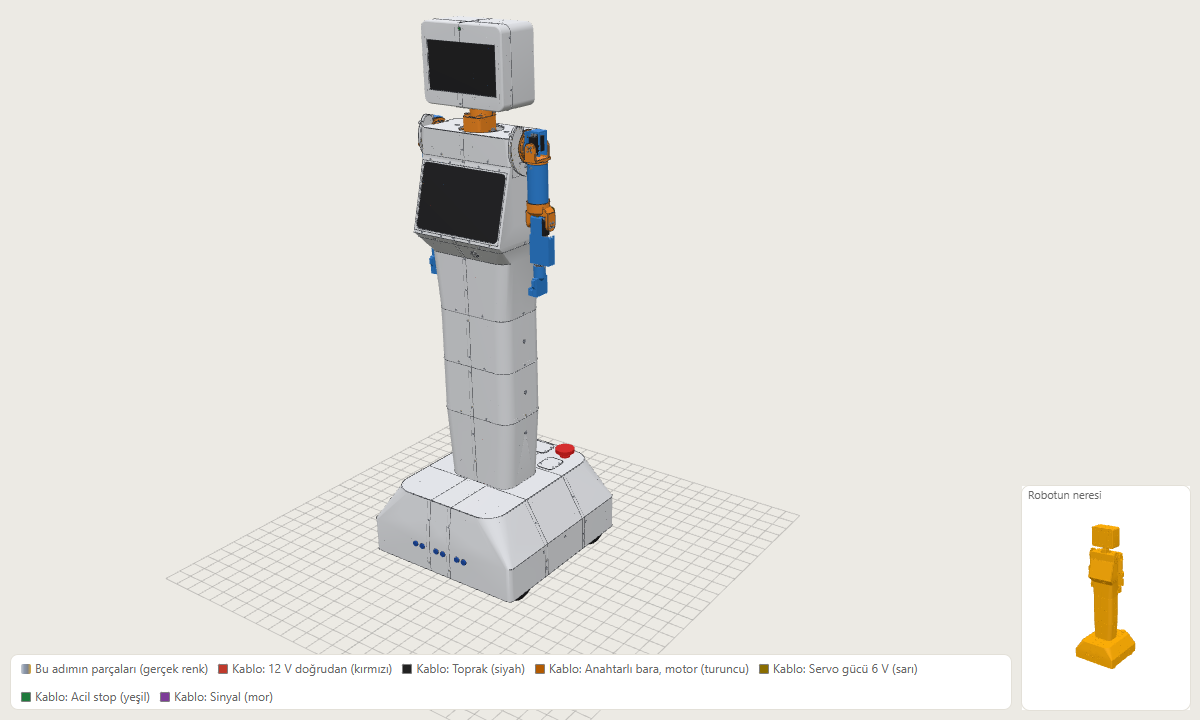 Robotun neresi
Bu adımın parçaları (gerçek renk) Kablo: 12 V doğrudan (kırmızı) Kablo: Toprak (siyah) Kablo: Anahtarlı bara, motor (turuncu) Kablo: Servo gücü 6 V (sarı)
Kablo: Acil stop (yeşil) Kablo: Sinyal (mor)